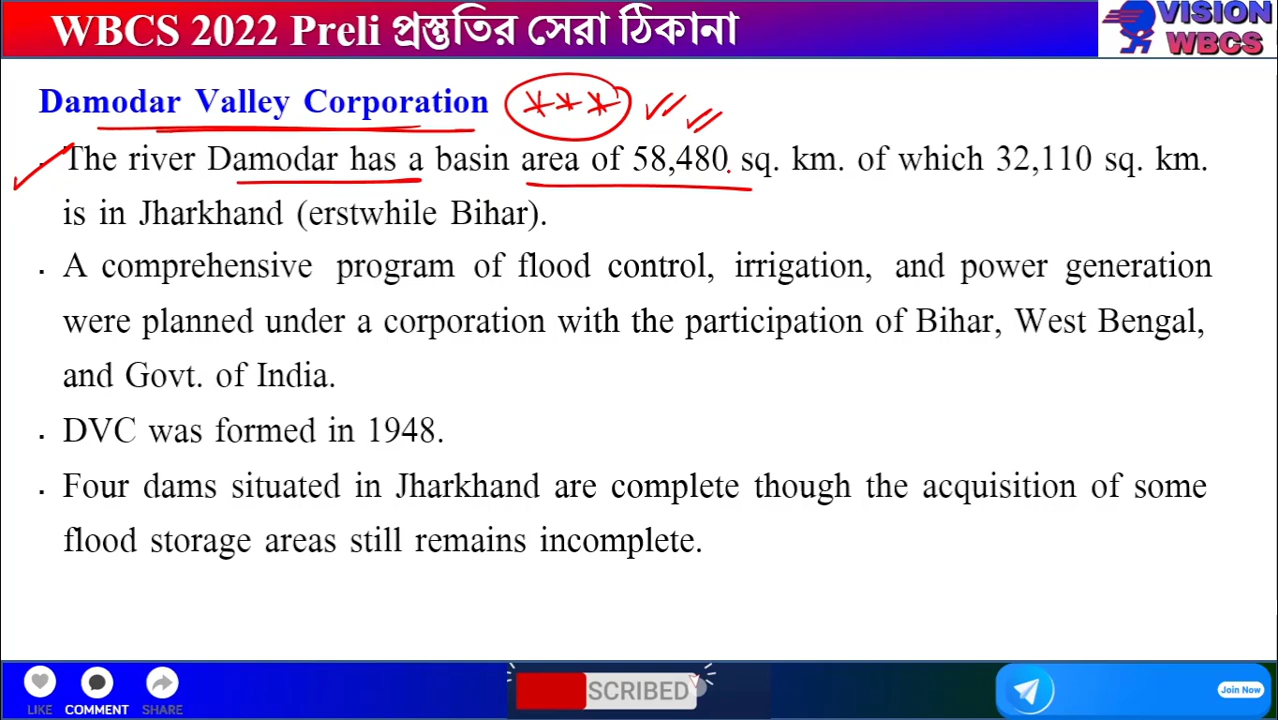 WBCS 2022 Preli প্রস্তুতির সেরা ঠিকানা
VISION
WBCS
Damodar Valley Corporation
The river Damodar has a basin area of 58,480 sq. km. of which 32,110 sq. km.
is in Jharkhand (erstwhile Bihar).
A comprehensive program of flood control, irrigation, and power generation
were planned under a corporation with the participation of Bihar, West Bengal,
and Govt. of India.
DVC was formed in 1948.
Four dams situated in Jharkhand are complete though the acquisition of some
flood storage areas still remains incomplete.
LIKE COMMENT SHARE
SCRIBED
Join Now